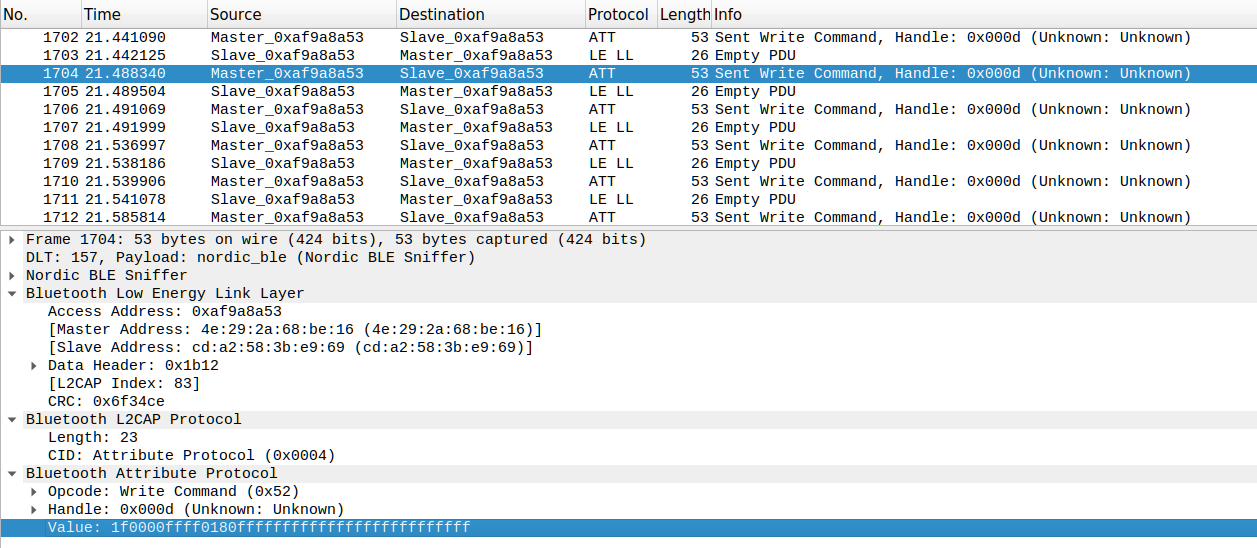 No. Time Source Destination Protocol Length Info
1702 21.441090 Master_0xaf9a8a53 Slave_0xaf9a8a53 ATT 53 Sent Write Command, Handle: 0x000d (Unknown: Unknown)
1703 21.442125 Slave_0xaf9a8a53 Master_0xaf9a8a53 LE LL 26 Empty PDU
1704 21.488340 Master_0xaf9a8a53 Slave_0xaf9a8a53 ATT 53 Sent Write Command, Handle: 0x000d (Unknown: Unknown)
1705 21.489504 Slave_0xaf9a8a53 Master_0xaf9a8a53 LE LL 26 Empty PDU
1706 21.491069 Master_0xaf9a8a53 Slave_0xaf9a8a53 ATT 53 Sent Write Command, Handle: 0x000d (Unknown: Unknown)
1707 21.491999 Slave_0xaf9a8a53 Master_0xaf9a8a53 LE LL 26 Empty PDU
1708 21.536997 Master_0xaf9a8a53 Slave_0xaf9a8a53 ATT 53 Sent Write Command, Handle: 0x000d (Unknown: Unknown)
1709 21.538186 Slave_0xaf9a8a53 Master_0xaf9a8a53 LE LL 26 Empty PDU
1710 21.539906 Master_0xaf9a8a53 Slave_0xaf9a8a53 ATT 53 Sent Write Command, Handle: 0x000d (Unknown: Unknown)
1711 21.541078 Slave_0xaf9a8a53 Master_0xaf9a8a53 LE LL 26 Empty PDU
1712 21.585814 Master_0xaf9a8a53 Slave_0xaf9a8a53 ATT 53 Sent Write Command, Handle: 0x000d (Unknown: Unknown)
Frame 1704: 53 bytes on wire (424 bits), 53 bytes captured (424 bits)
DLT: 157, Payload: nordic_ble (Nordic BLE Sniffer)
Nordic BLE Sniffer
Bluetooth Low Energy Link Layer
Access Address: 0xaf9a8a53
[Master Address: 4e:29:2a:68:be:16 (4e:29:2a:68:be:16)]
[Slave Address: cd:a2:58:3b:e9:69 (cd:a2:58:3b:e9:69)]
Data Header: 0x1b12
[L2CAP Index: 83]
CRC: 0x6f34ce
Bluetooth L2CAP Protocol
Length: 23
CID: Attribute Protocol (0x0004)
Bluetooth Attribute Protocol
Opcode: Write Command (0x52)
Handle: 0x000d (Unknown: Unknown)
Value: 1f0000ffff0180ffffffffffffffffffffffffff